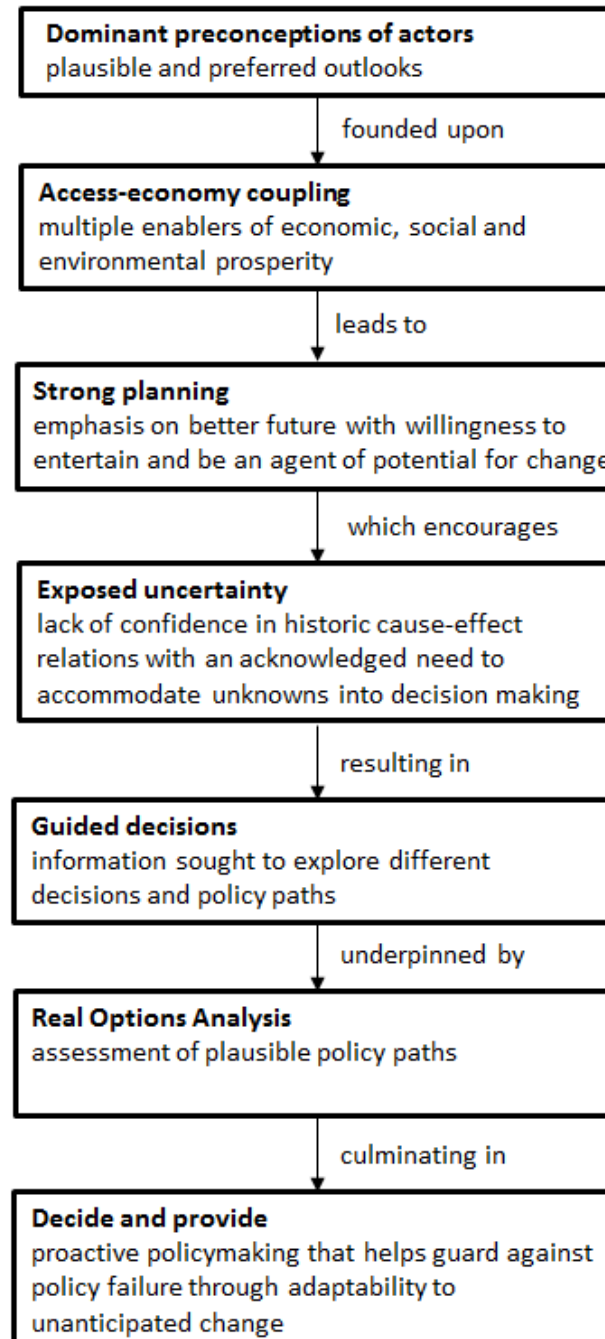 Dominant preconceptions of actors
plausible and preferred outlooks
founded upon
Access-economy coupling
multiple enablers of economic, social and
environmental prosperity
leads to
Strong planning
emphasis on better future with willingness to
entertain and be an agent of potential for change
which encourages
Exposed uncertainty
lack of confidence in historic cause-effect
relations with an acknowledged need to
accommodate unknowns into decision making
resulting in
Guided decisions
information sought to explore different
decisions and policy paths
underpinned by
Real Options Analysis
assessment of plausible policy paths
culminating in
Decide and provide
proactive policymaking that helps guard against
policy failure through adaptability to
unanticipated change